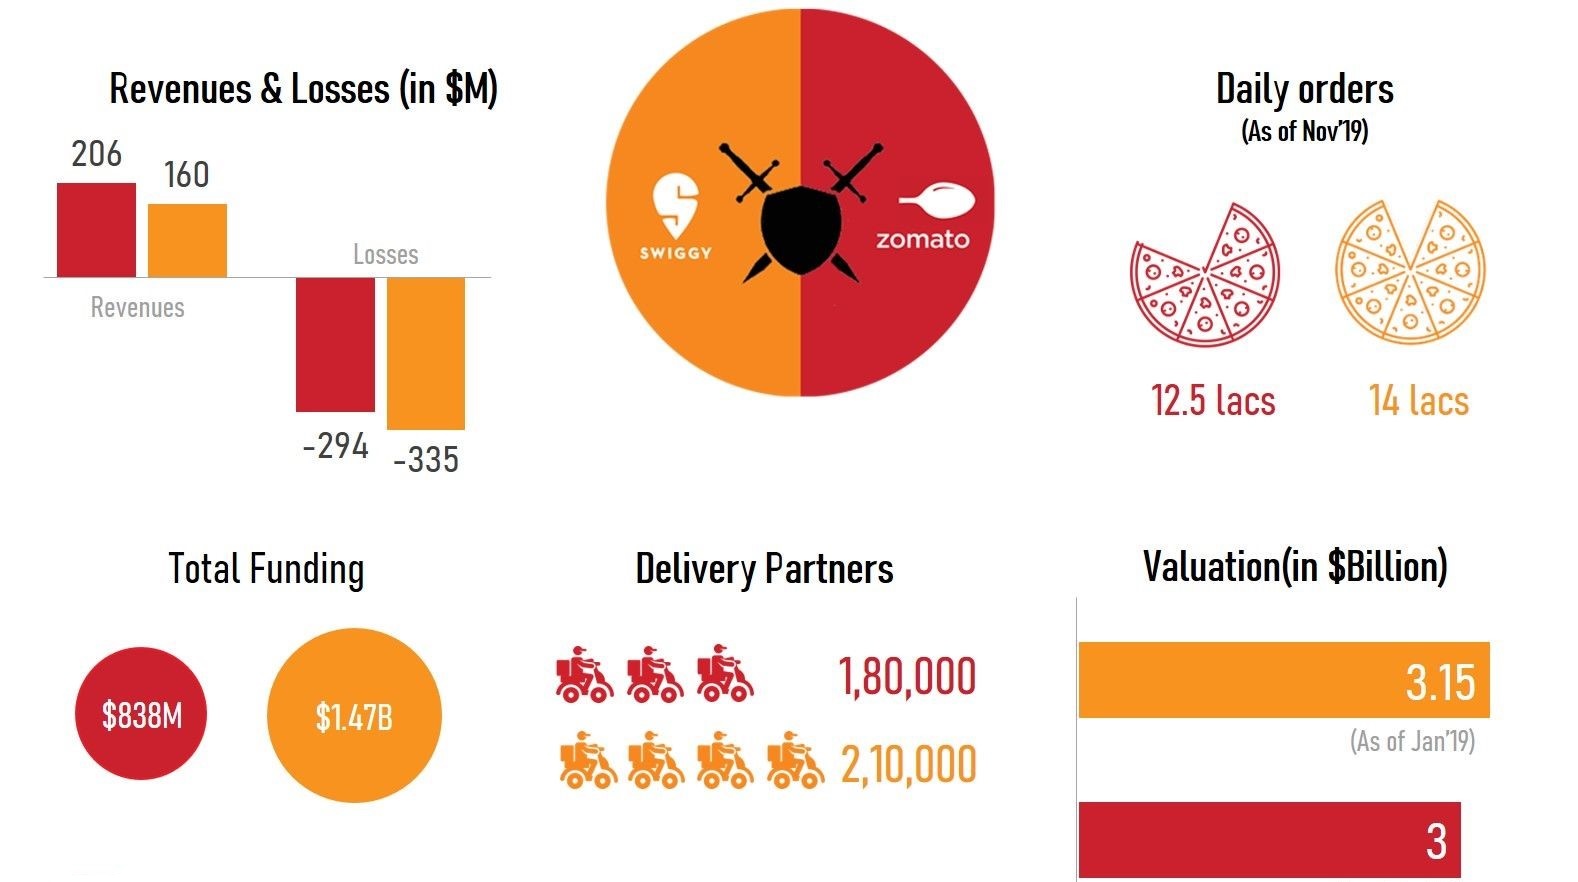 Revenues & Losses (in $M)
206
160
Losses
Revenues
-294
-335
SWIGGY
zomato
Daily orders
(As of Nov'19)
12.5 lacs
14 lacs
Total Funding
$838M
$1.47B
Delivery Partners
1,80,000
2,10,000
Valuation(in $Billion)
3.15
(As of Jan'19)
3